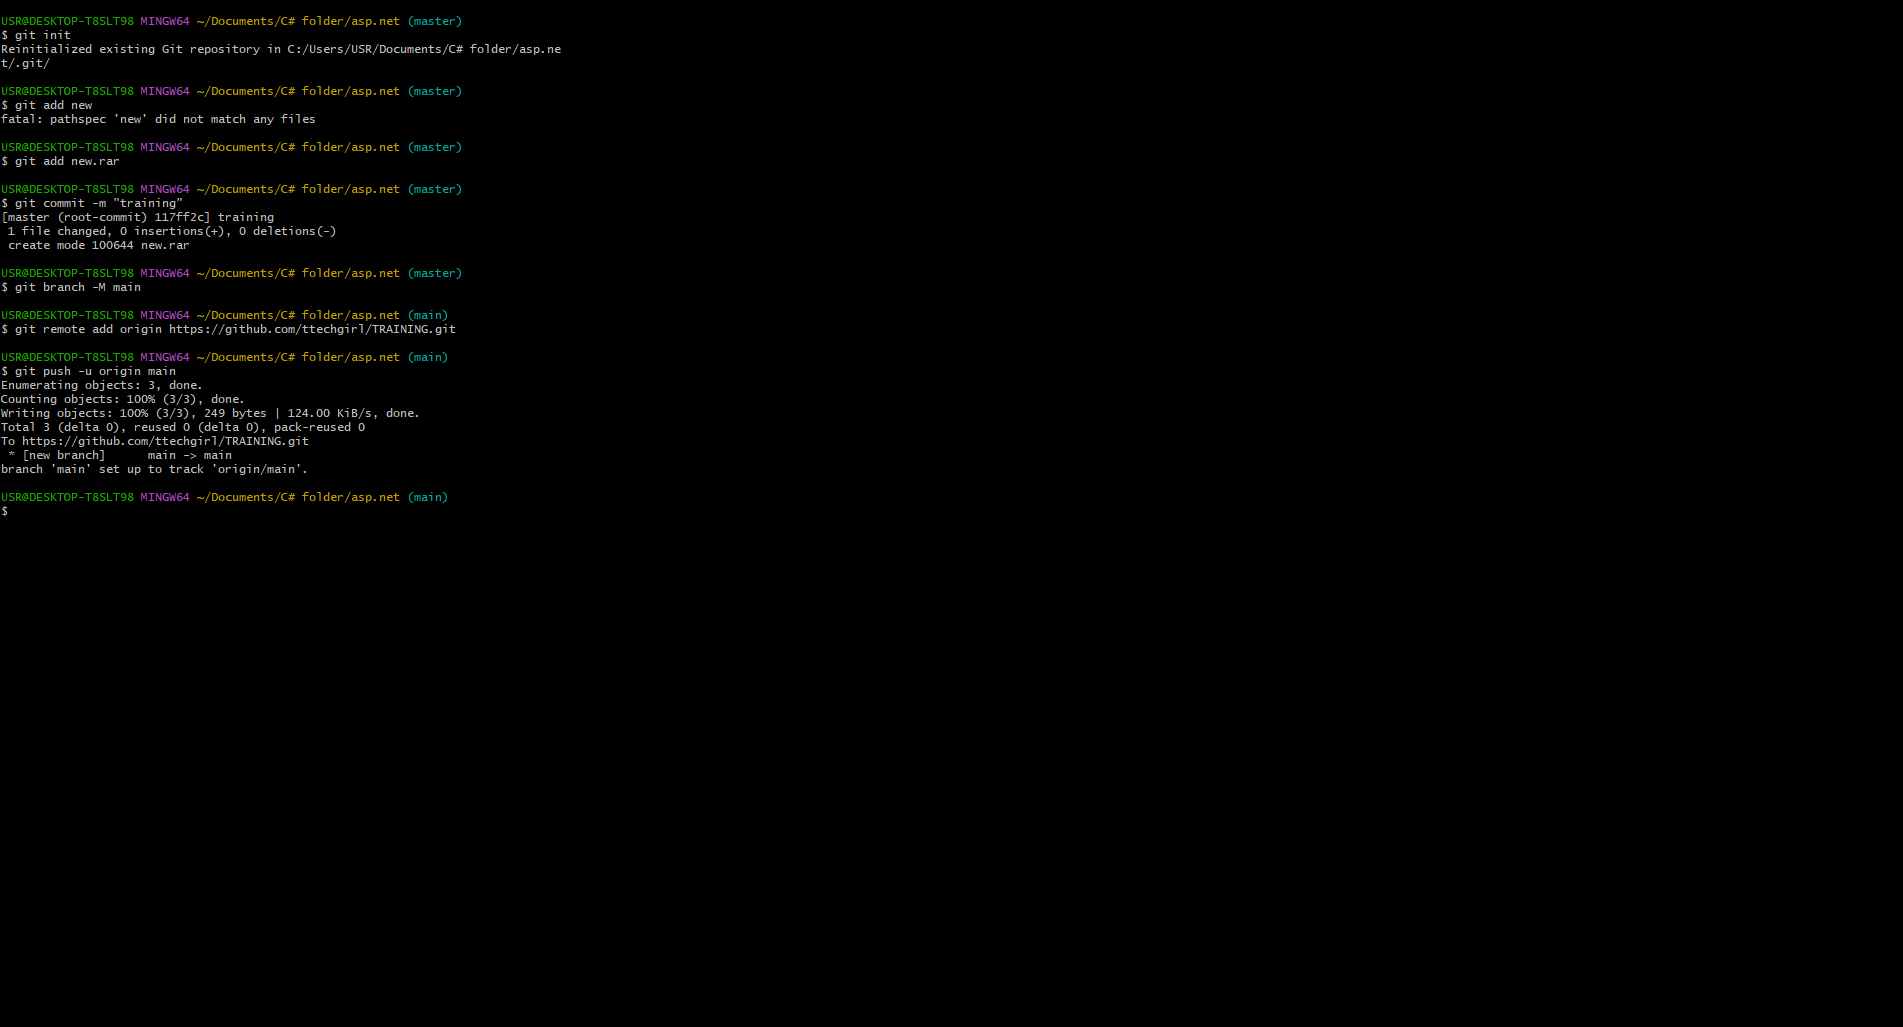 USR@DESKTOP-T8SLT98 MINGW64 ~/Documents/C# folder/asp.net (master)
$ git init
Reinitialized existing Git repository in C:/Users/USR/Documents/C# folder/asp.ne
t/.git/
USR@DESKTOP-T8SLT98 MINGW64 ~/Documents/C# folder/asp.net (master)
$ git add new
fatal: pathspec 'new' did not match any files
USR@DESKTOP-T8SLT98 MINGW64 ~/Documents/C# folder/asp.net (master)
$ git add new.rar
USR@DESKTOP-T8SLT98 MINGW64 ~/Documents/C# folder/asp.net (master)
$ git commit -m "training"
[master (root-commit) 117ff2c] training
 1 file changed, 0 insertions(+), 0 deletions(-)
 create mode 100644 new.rar
USR@DESKTOP-T8SLT98 MINGW64 ~/Documents/C# folder/asp.net (master)
$ git branch -M main
USR@DESKTOP-T8SLT98 MINGW64 ~/Documents/C# folder/asp.net (main)
$ git remote add origin https://github.com/ttechgirl/TRAINING.git
USR@DESKTOP-T8SLT98 MINGW64 ~/Documents/C# folder/asp.net (main)
$ git push -u origin main
Enumerating objects: 3, done.
Counting objects: 100% (3/3), done.
Writing objects: 100% (3/3), 249 bytes | 124.00 KiB/s, done.
Total 3 (delta 0), reused 0 (delta 0), pack-reused 0
To https://github.com/ttechgirl/TRAINING.git
 * [new branch]      main -> main
branch 'main' set up to track 'origin/main'.
USR@DESKTOP-T8SLT98 MINGW64 ~/Documents/C# folder/asp.net (main)
$